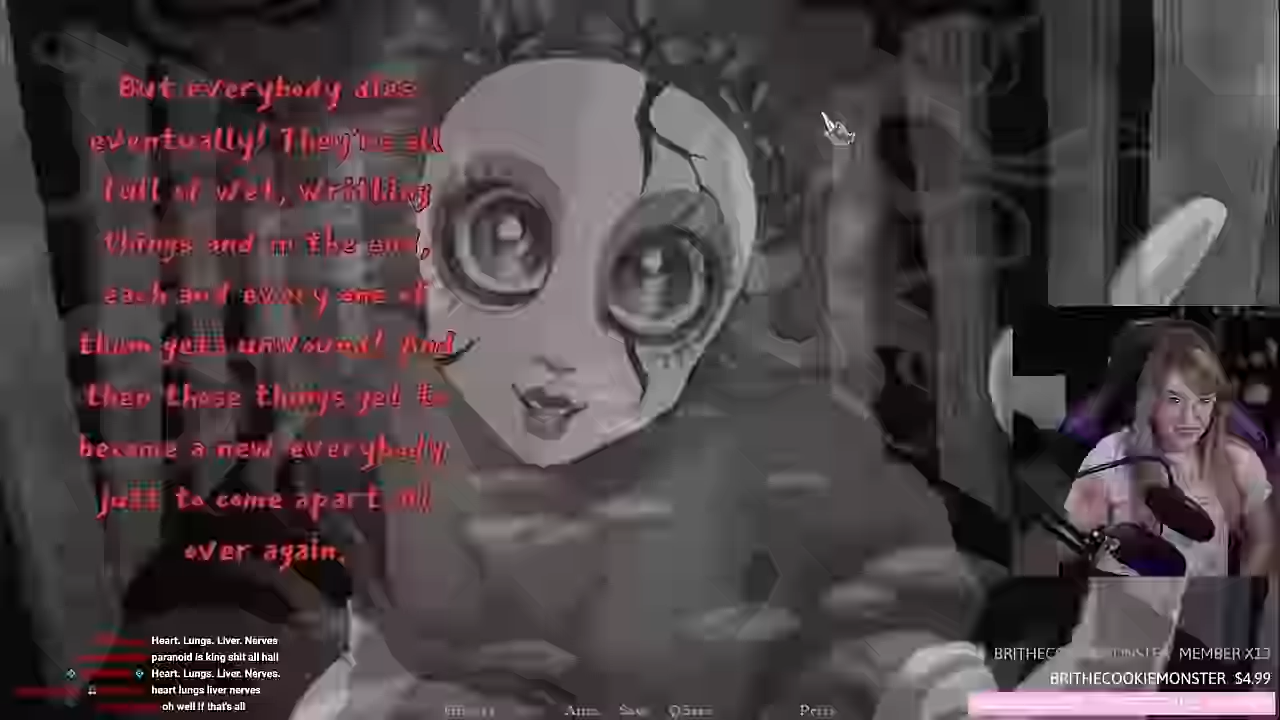 But everybody dies
eventually! They're all
full of wet, writhing
things and in the end,
each and every one of
them gets unwound! And
then those things get to
become a new everybody
just to come apart all
over again.
Heart. Lungs. Liver. Nerves
paranoid is king shit all hail
Heart. Lungs. Liver. Nerves.
heart lungs liver nerves
oh well if that's all
MEMBER X13
BRITHECOOKIEMONSTER $4.99